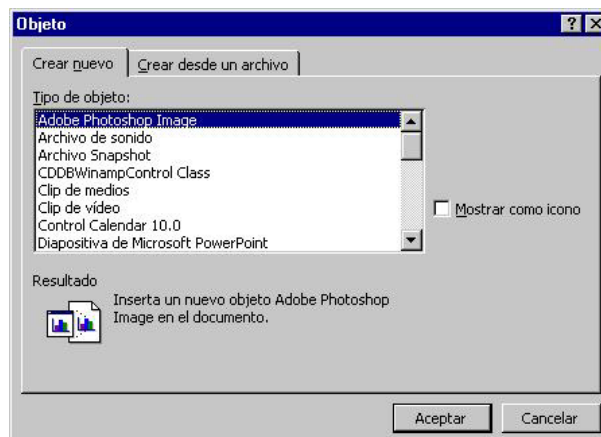 Objeto
Crear nuevo
Crear desde un archivo
Tipo de objeto:
Adobe Photoshop Image
Archivo de sonido
Archivo Snapshot
CDDBWinampControl Class
Clip de medios
Clip de vídeo
Control Calendar 10.0
Diapositiva de Microsoft PowerPoint
Mostrar como icono
Resultado
Inserta un nuevo objeto Adobe Photoshop
Image en el documento.
Aceptar
Cancelar